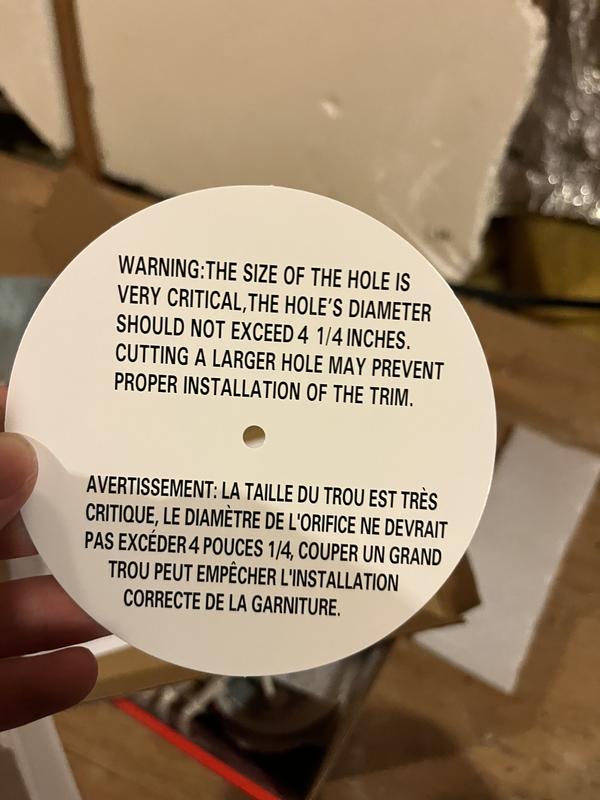 WARNING:THE SIZE OF THE HOLE IS
VERY CRITICAL,THE HOLE'S DIAMETER
SHOULD NOT EXCEED 4 1/4 INCHES.
CUTTING A LARGER HOLE MAY PREVENT
PROPER INSTALLATION OF THE TRIM.
AVERTISSEMENT: LA TAILLE DU TROU EST TRÈS
CRITIQUE, LE DIAMÈTRE DE L'ORIFICE NE DEVRAIT
PAS EXCÉDER 4 POUCES 1/4, COUPER UN GRAND
TROU PEUT EMPÊCHER L'INSTALLATION
CORRECTE DE LA GARNITURE.